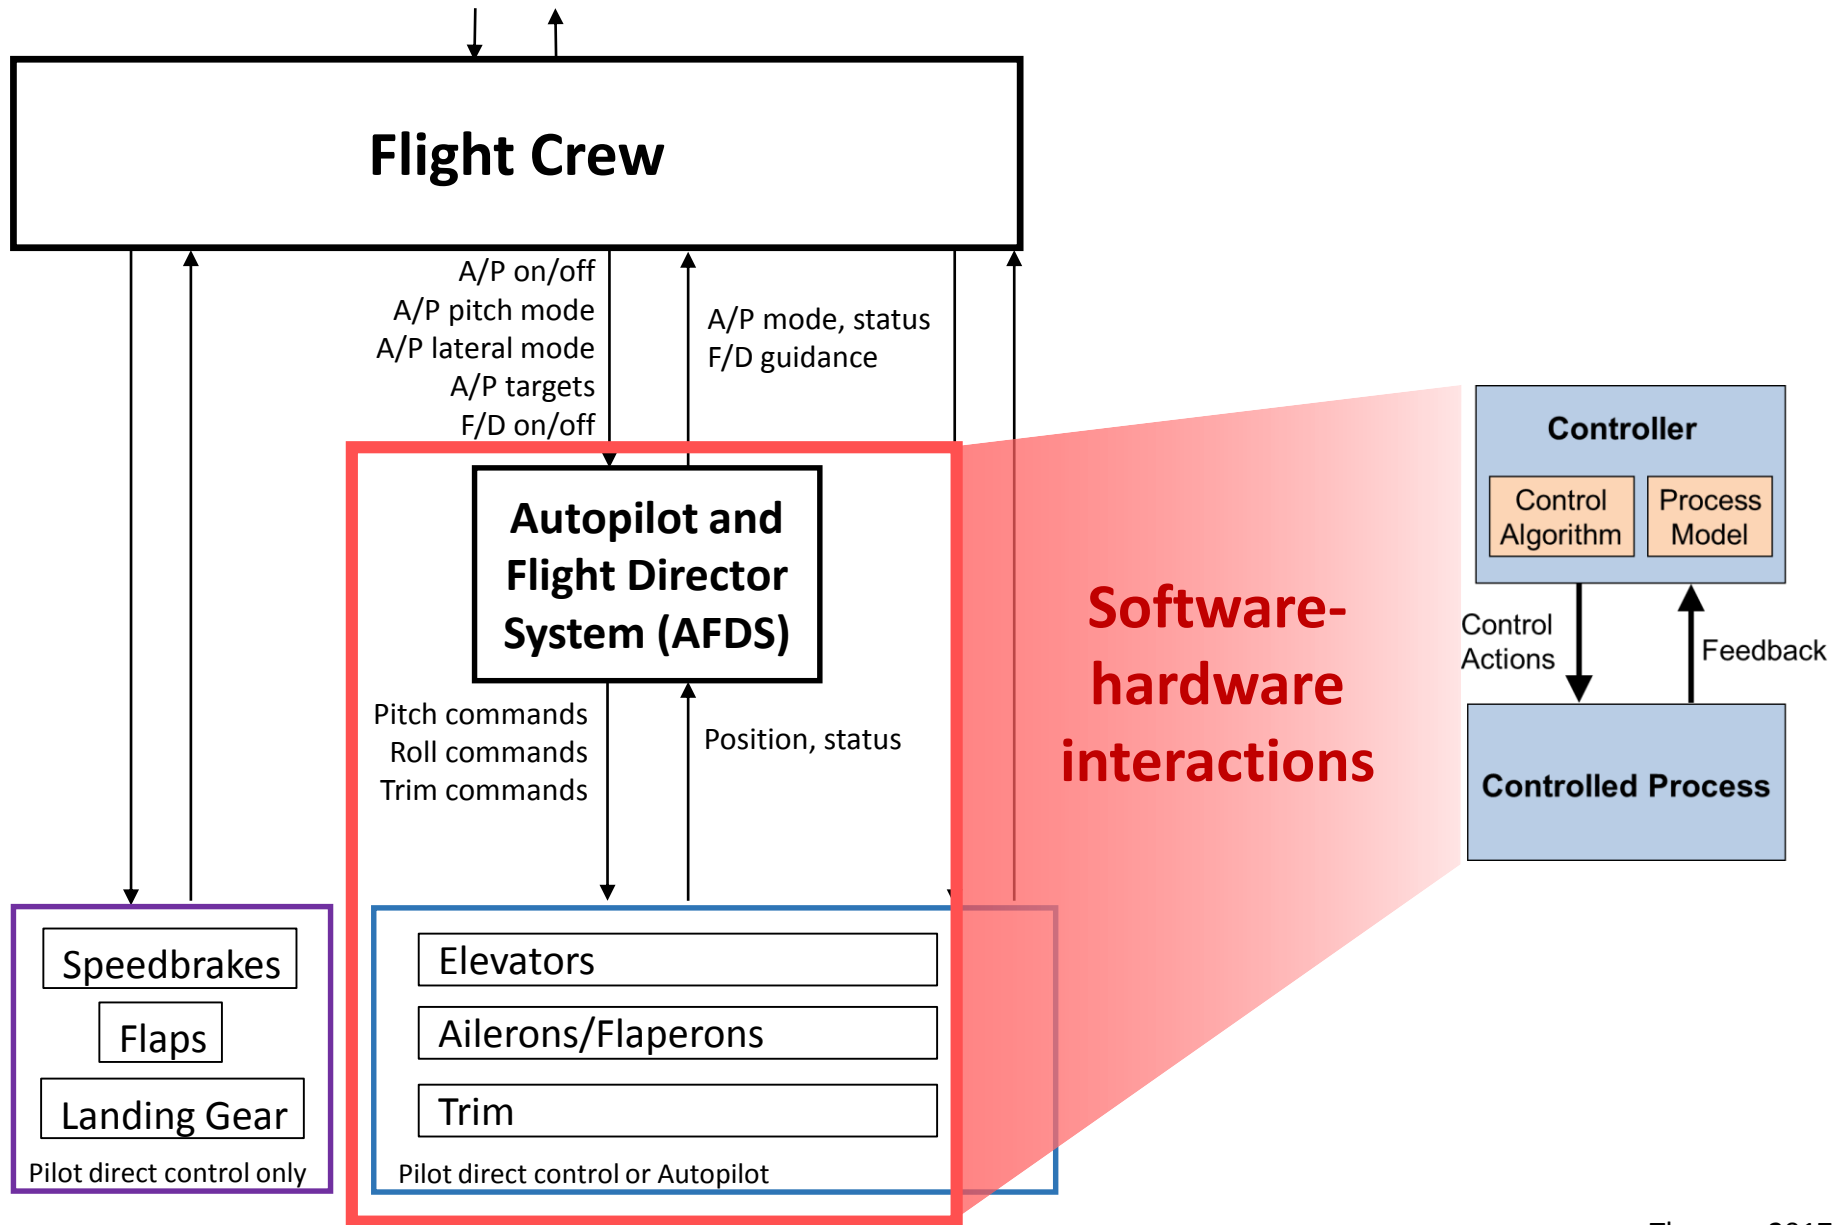 Flight Crew
A/P on/off
A/P pitch mode
A/P lateral mode
A/P targets
F/D on/off
A/P mode, status
F/D guidance
Autopilot and
Flight Director
System (AFDS)
Pitch commands
Roll commands
Trim commands
Position, status
Speedbrakes
Flaps
Landing Gear
Pilot direct control only
Elevators
Ailerons/Flaperons
Trim
Pilot direct control or Autopilot
Software-
hardware
interactions
Controller
Control
Algorithm
Process
Model
Control
Actions
Feedback
Controlled Process